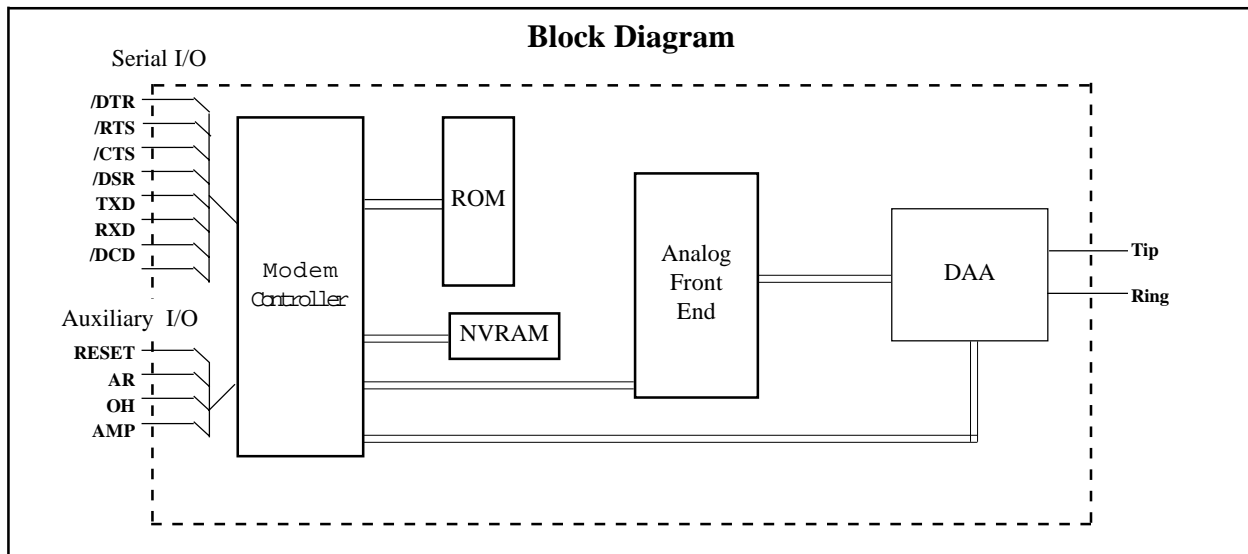 Block Diagram
Serial I/O
/DTR
/RTS
/CTS
/DSR
TXD
RXD
/DCD
Auxiliary I/O
RESET
AR
OH
AMP
Modem
Controller
ROM
NVRAM
Analog
Front
End
DAA
Tip
Ring